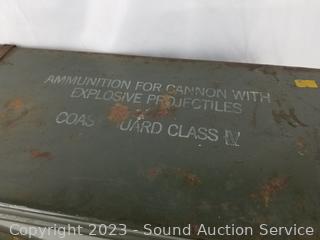 AMMUNITION FOR CANNON WITH
EXPLOSIVE PROJECTILES
COAS UARD CLASS IV
Copyright © 2023 - Sound Auction Service